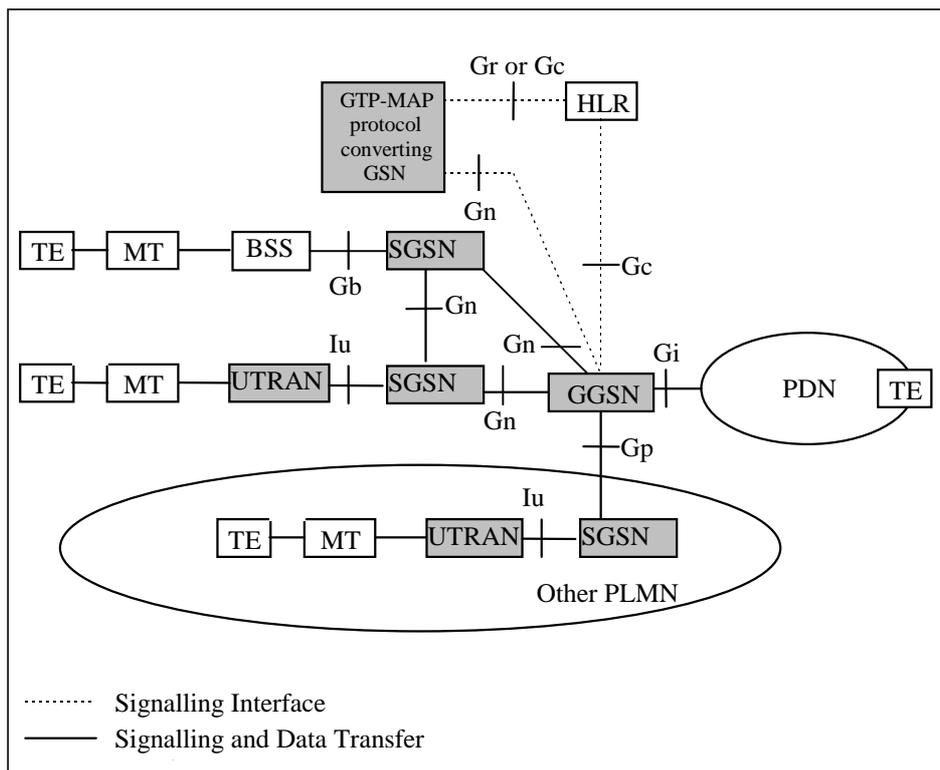 Gr or Gc
GTP-MAP
protocol
converting
GSN
HLR
Gn
TE
MT
BSS
Gb
SGSN
Gc
Gn
TE
MT
UTRAN
Iu
SGSN
Gn
Gn
GGSN
Gi
PDN
TE
Gp
TE
MT
UTRAN
Iu
SGSN
Other PLMN
Signalling Interface
Signalling and Data Transfer